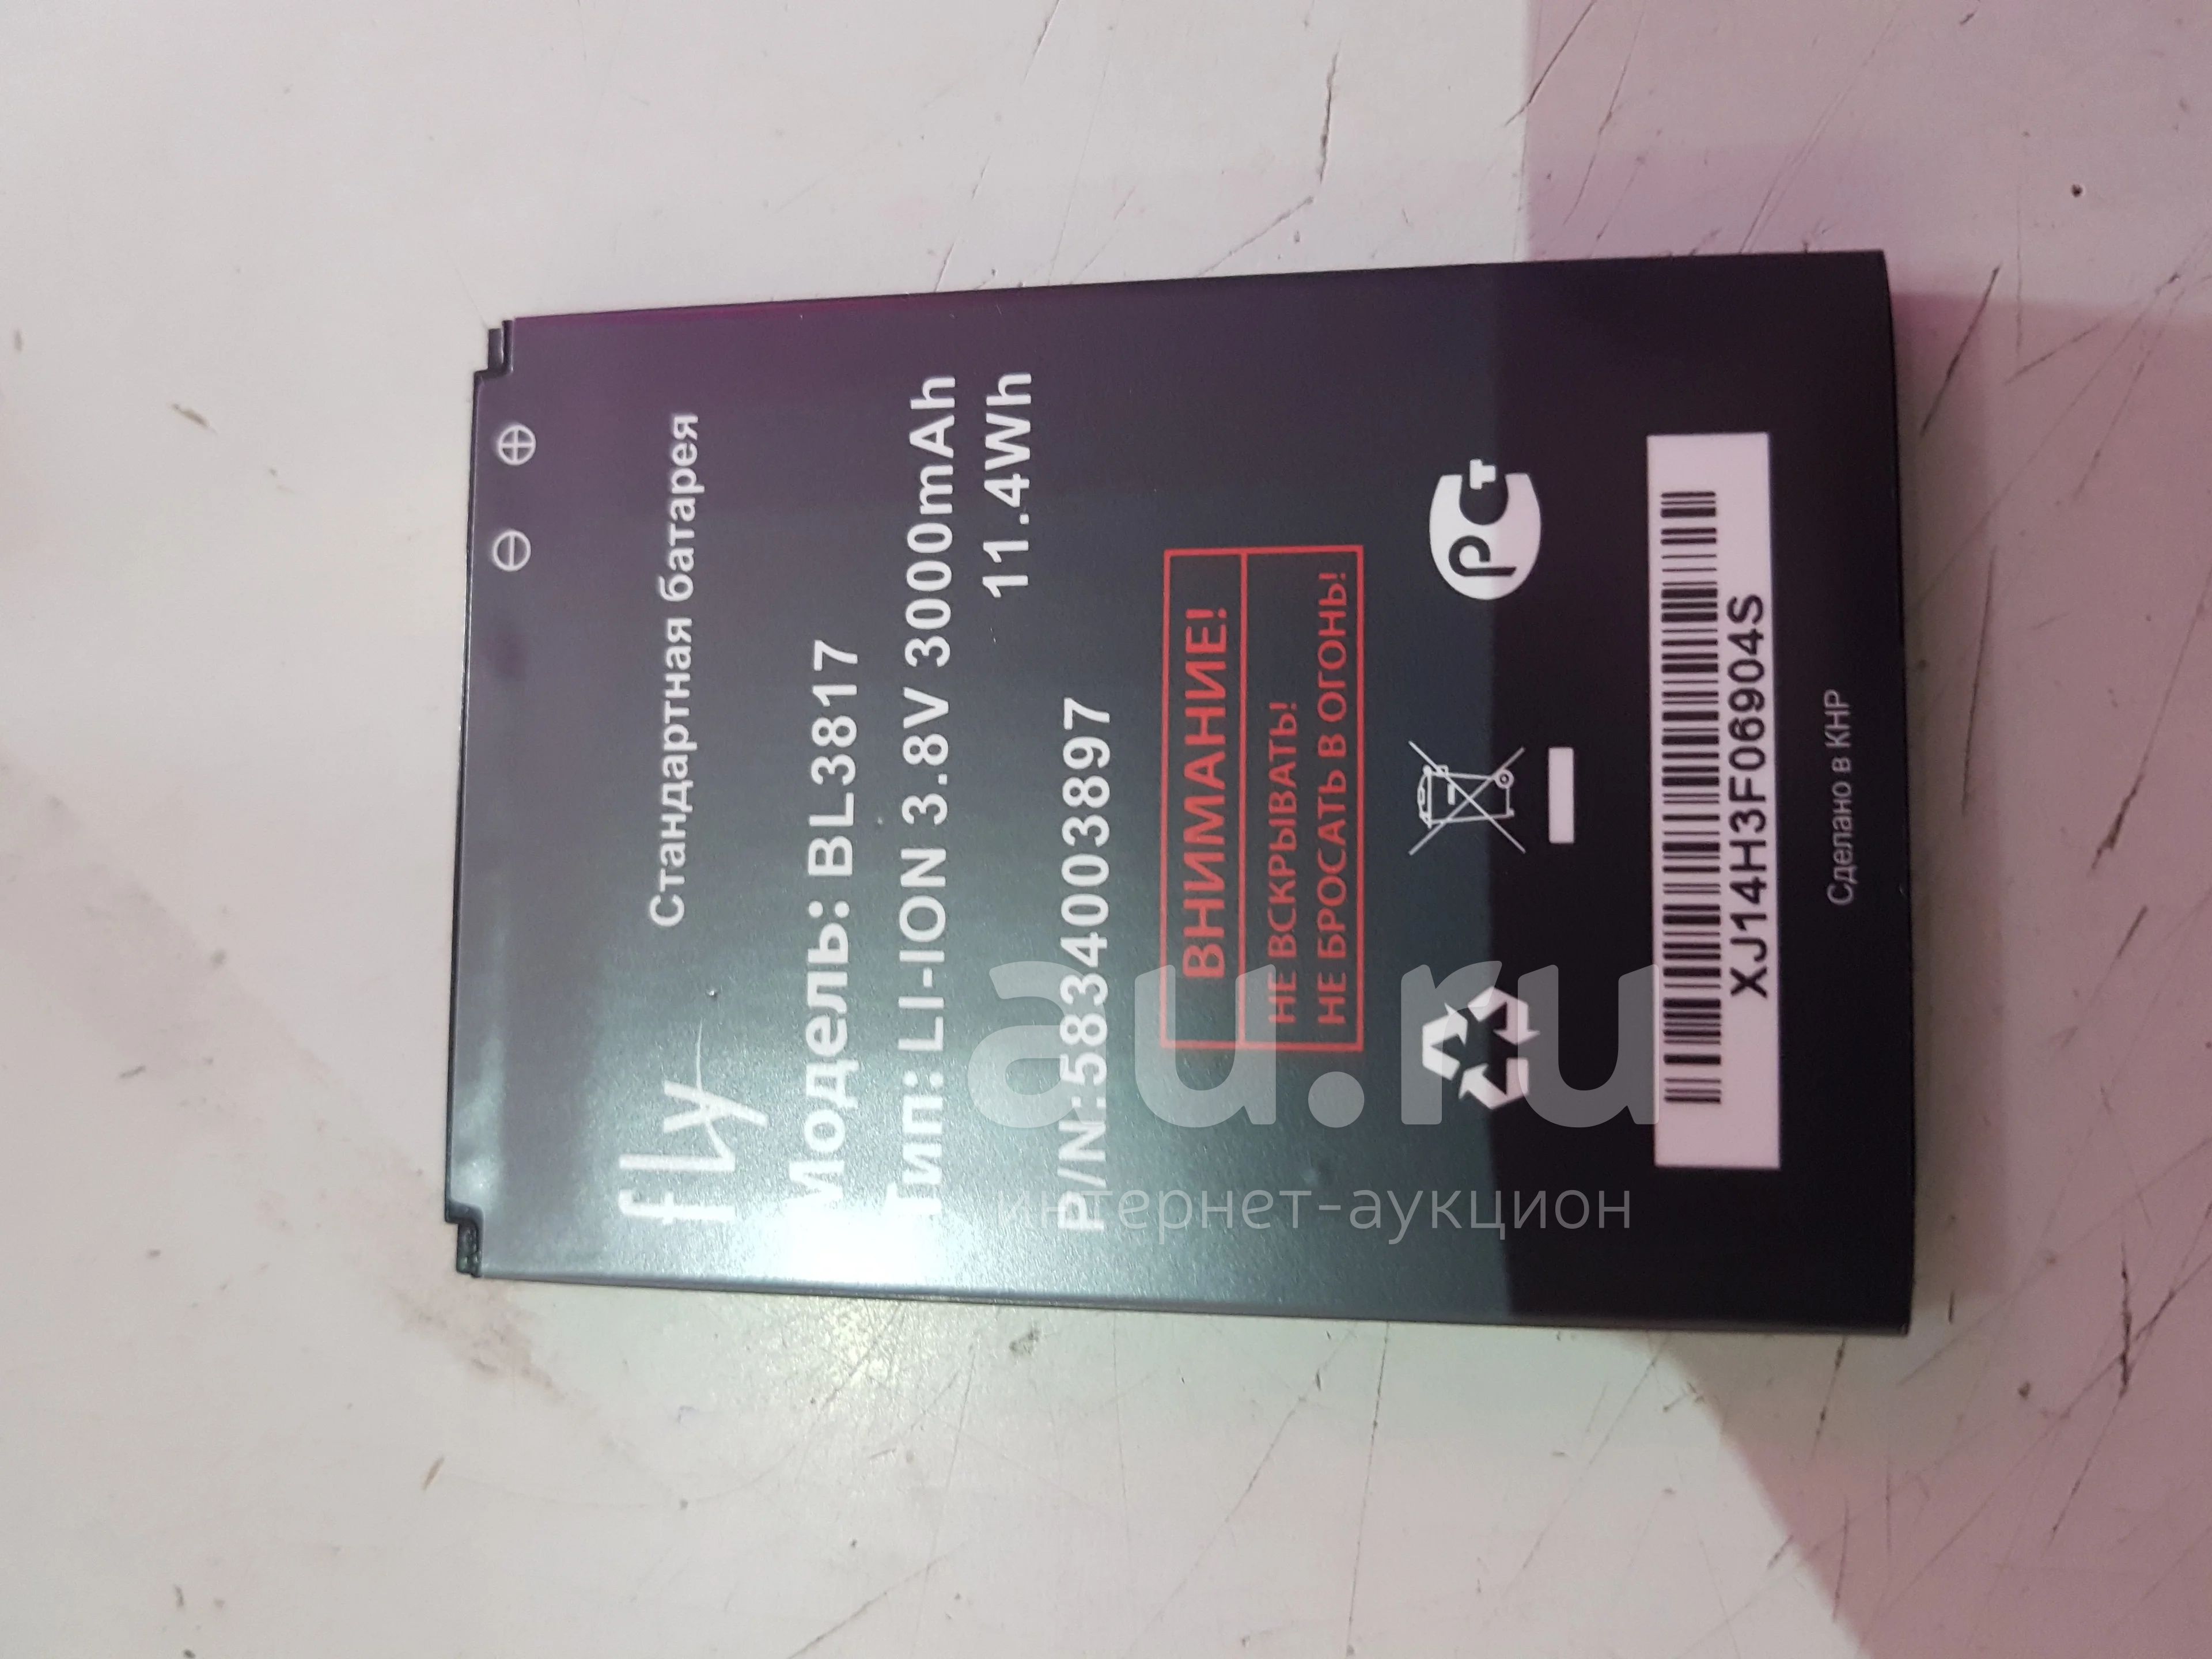 fly
Стандартная батарея
Модель: BL3817
Тип: LI-ION 3.8V 3000mAh
11.4Wh
P/N:5834003897
ВНИМАНИЕ!
НЕ ВСКРЫВАТЬ!
НЕ БРОСАТЬ В ОГОНЬ!
РСТ
XJ14H3F06904S
Сделано в КНР
au.ru
интернет-аукцион